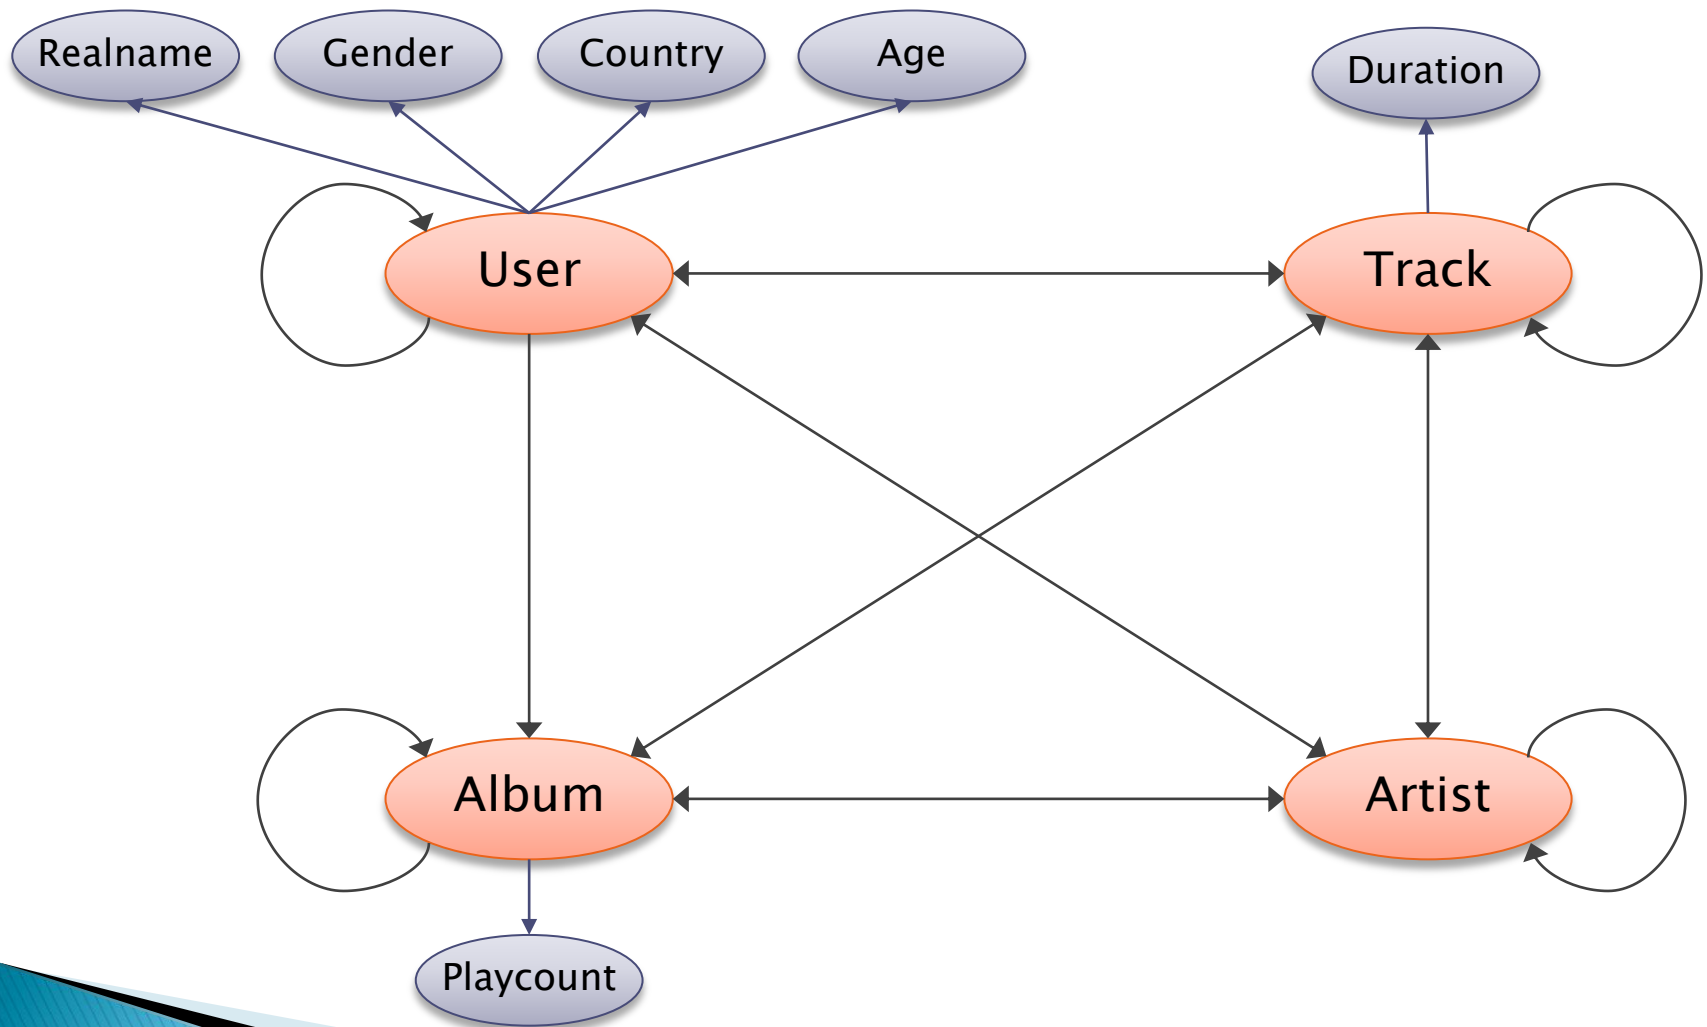 Realname
Gender
Country
Age
Duration
User
Track
Album
Artist
Playcount